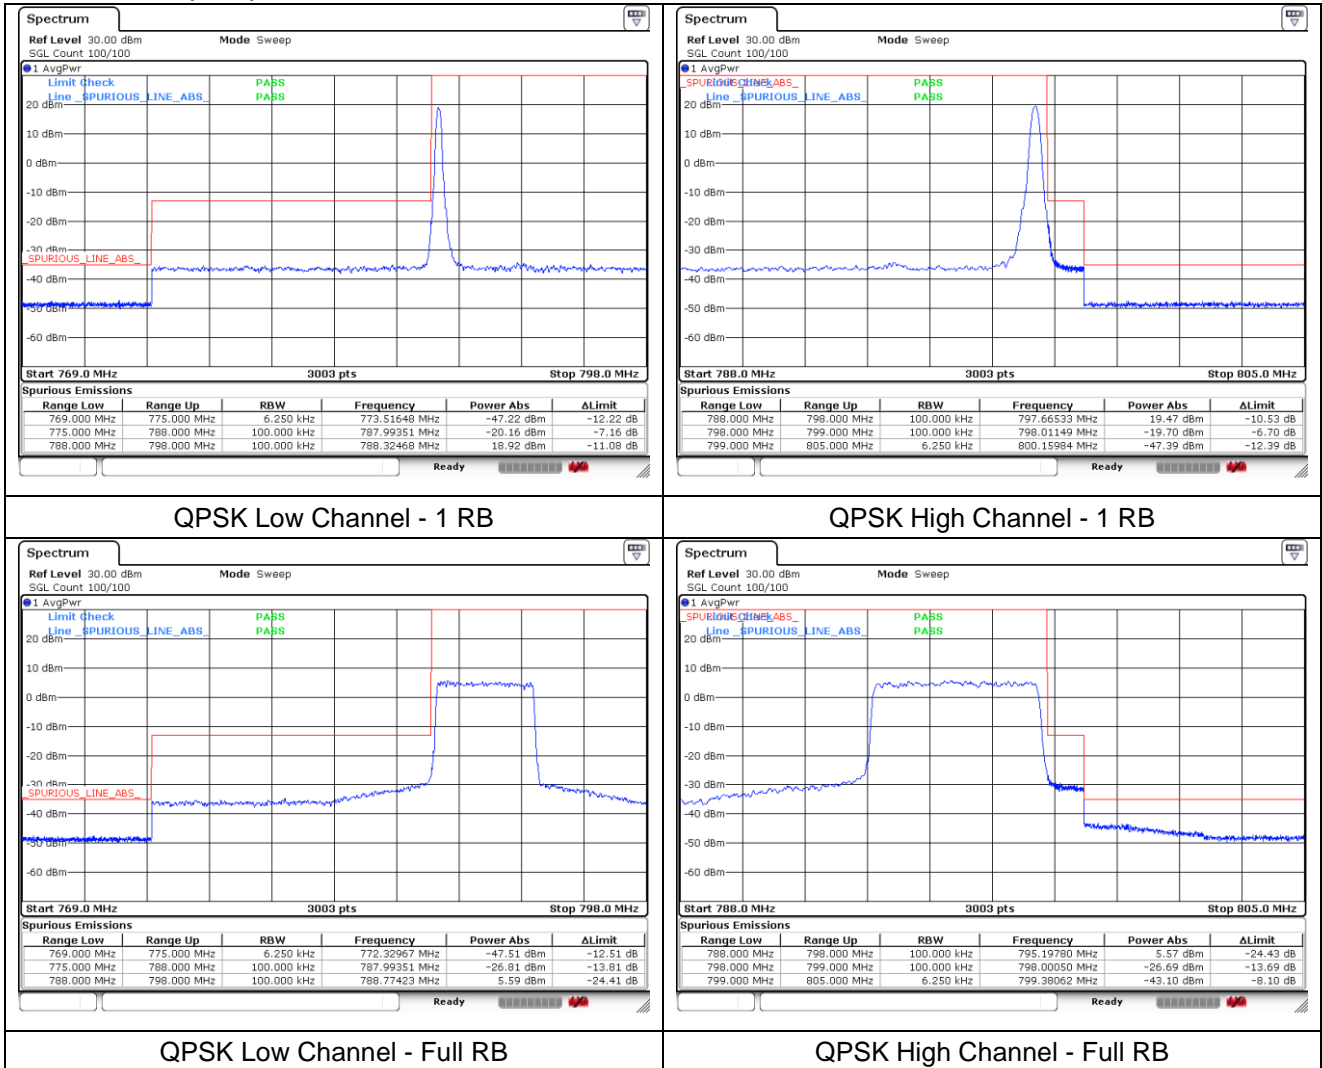 Spectrum
Ref Level 30.00 dBm Mode Sweep
SGL Count 100/100
1 AvgPwr
Limit Check PASS
Line _SPURIOUS_LINE_ABS_ PASS
20 dBm
10 dBm
0 dBm
-10 dBm
-20 dBm
-30 dBm
_SPURIOUS_LINE_ABS_
-40 dBm
-50 dBm
-60 dBm
Start 769.0 MHz 3003 pts Stop 798.0 MHz
Spurious Emissions
Range Low Range Up RBW Frequency Power Abs ΔLimit
769.000 MHz 775.000 MHz 6.250 kHz 773.51648 MHz -47.22 dBm -12.22 dB
775.000 MHz 788.000 MHz 100.000 kHz 787.99351 MHz -20.16 dBm -7.16 dB
788.000 MHz 798.000 MHz 100.000 kHz 788.32468 MHz 18.92 dBm -11.08 dB
Ready
QPSK Low Channel - 1 RB
Spectrum
Ref Level 30.00 dBm Mode Sweep
SGL Count 100/100
1 AvgPwr
_SPURIOUS_LINE_ABS_
Limit Check PASS
Line _SPURIOUS_LINE_ABS_ PASS
20 dBm
10 dBm
0 dBm
-10 dBm
-20 dBm
-30 dBm
-40 dBm
-50 dBm
-60 dBm
Start 788.0 MHz 3003 pts Stop 805.0 MHz
Spurious Emissions
Range Low Range Up RBW Frequency Power Abs ΔLimit
788.000 MHz 798.000 MHz 100.000 kHz 797.66533 MHz 19.47 dBm -10.53 dB
798.000 MHz 799.000 MHz 100.000 kHz 798.01149 MHz -19.70 dBm -6.70 dB
799.000 MHz 805.000 MHz 6.250 kHz 800.15984 MHz -47.39 dBm -12.39 dB
Ready
QPSK High Channel - 1 RB
Spectrum
Ref Level 30.00 dBm Mode Sweep
SGL Count 100/100
1 AvgPwr
Limit Check PASS
Line _SPURIOUS_LINE_ABS_ PASS
20 dBm
10 dBm
0 dBm
-10 dBm
-20 dBm
-30 dBm
_SPURIOUS_LINE_ABS_
-40 dBm
-50 dBm
-60 dBm
Start 769.0 MHz 3003 pts Stop 798.0 MHz
Spurious Emissions
Range Low Range Up RBW Frequency Power Abs ΔLimit
769.000 MHz 775.000 MHz 6.250 kHz 772.32967 MHz -47.51 dBm -12.51 dB
775.000 MHz 788.000 MHz 100.000 kHz 787.99351 MHz -26.81 dBm -13.81 dB
788.000 MHz 798.000 MHz 100.000 kHz 788.77423 MHz 5.59 dBm -24.41 dB
Ready
QPSK Low Channel - Full RB
Spectrum
Ref Level 30.00 dBm Mode Sweep
SGL Count 100/100
1 AvgPwr
_SPURIOUS_LINE_ABS_
Limit Check PASS
Line _SPURIOUS_LINE_ABS_ PASS
20 dBm
10 dBm
0 dBm
-10 dBm
-20 dBm
-30 dBm
-40 dBm
-50 dBm
-60 dBm
Start 788.0 MHz 3003 pts Stop 805.0 MHz
Spurious Emissions
Range Low Range Up RBW Frequency Power Abs ΔLimit
788.000 MHz 798.000 MHz 100.000 kHz 795.19780 MHz 5.57 dBm -24.43 dB
798.000 MHz 799.000 MHz 100.000 kHz 798.00050 MHz -26.69 dBm -13.69 dB
799.000 MHz 805.000 MHz 6.250 kHz 799.38062 MHz -43.10 dBm -8.10 dB
Ready
QPSK High Channel - Full RB